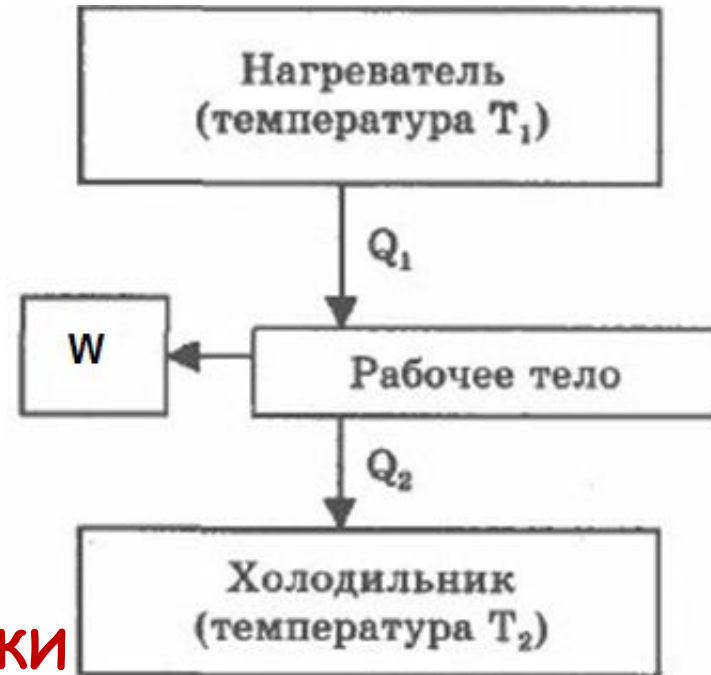 Нагреватель
(температура T₁)
Q₁
W
Рабочее тело
Q₂
Холодильник
(температура T₂)
ки